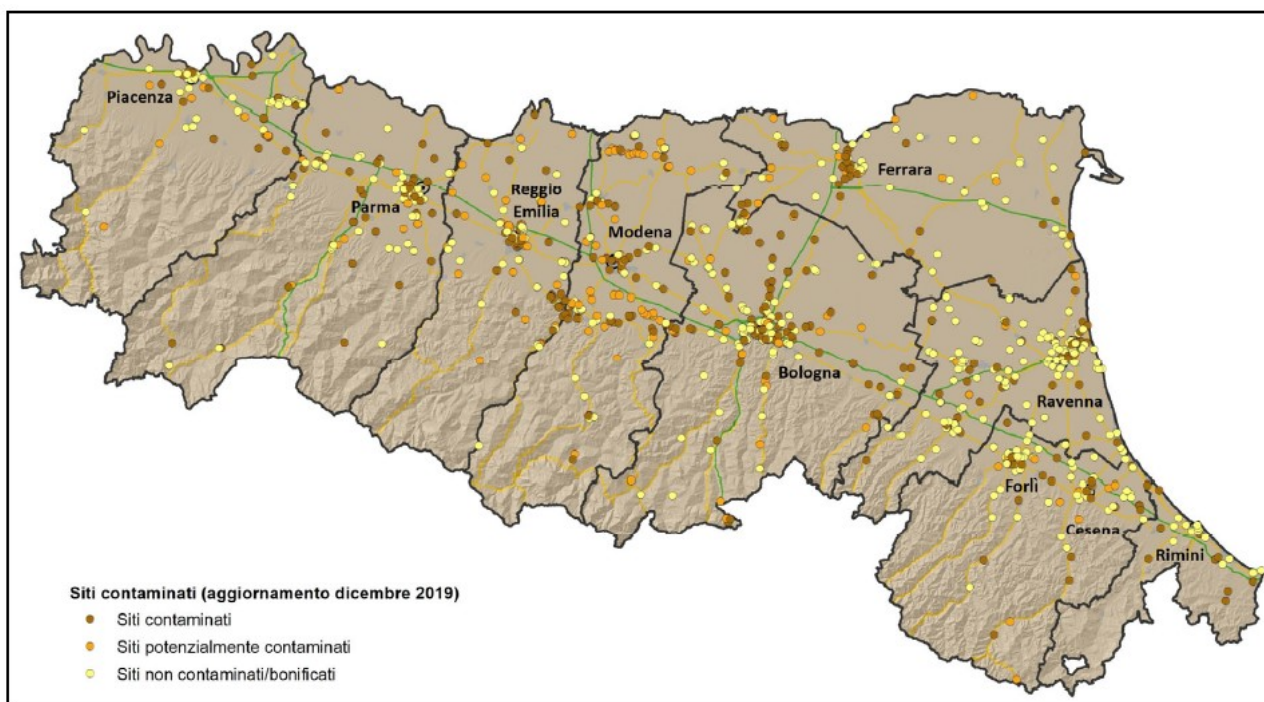 Piacenza
Parma
Reggio
Emilia
Modena
Ferrara
Bologna
Ravenna
Forlì
Cesena
Rimini
Siti contaminati (aggiornamento dicembre 2019)
Siti contaminati
Siti potenzialmente contaminati
Siti non contaminati/bonificati